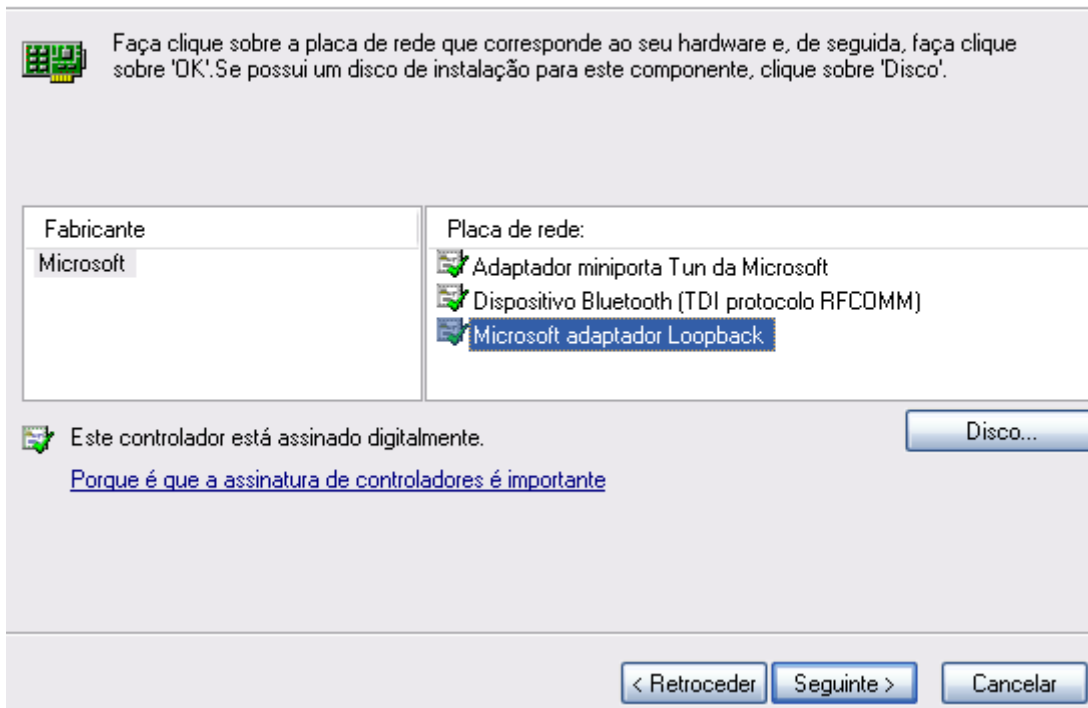 Faça clique sobre a placa de rede que corresponde ao seu hardware e, de seguida, faça clique
sobre 'OK'.Se possui um disco de instalação para este componente, clique sobre 'Disco'.
Fabricante
Microsoft
Placa de rede:
Adaptador miniporta Tun da Microsoft
Dispositivo Bluetooth (TDI protocolo RFCOMM)
Microsoft adaptador Loopback
Este controlador está assinado digitalmente.
Disco...
Porque é que a assinatura de controladores é importante
< Retroceder Seguinte > Cancelar